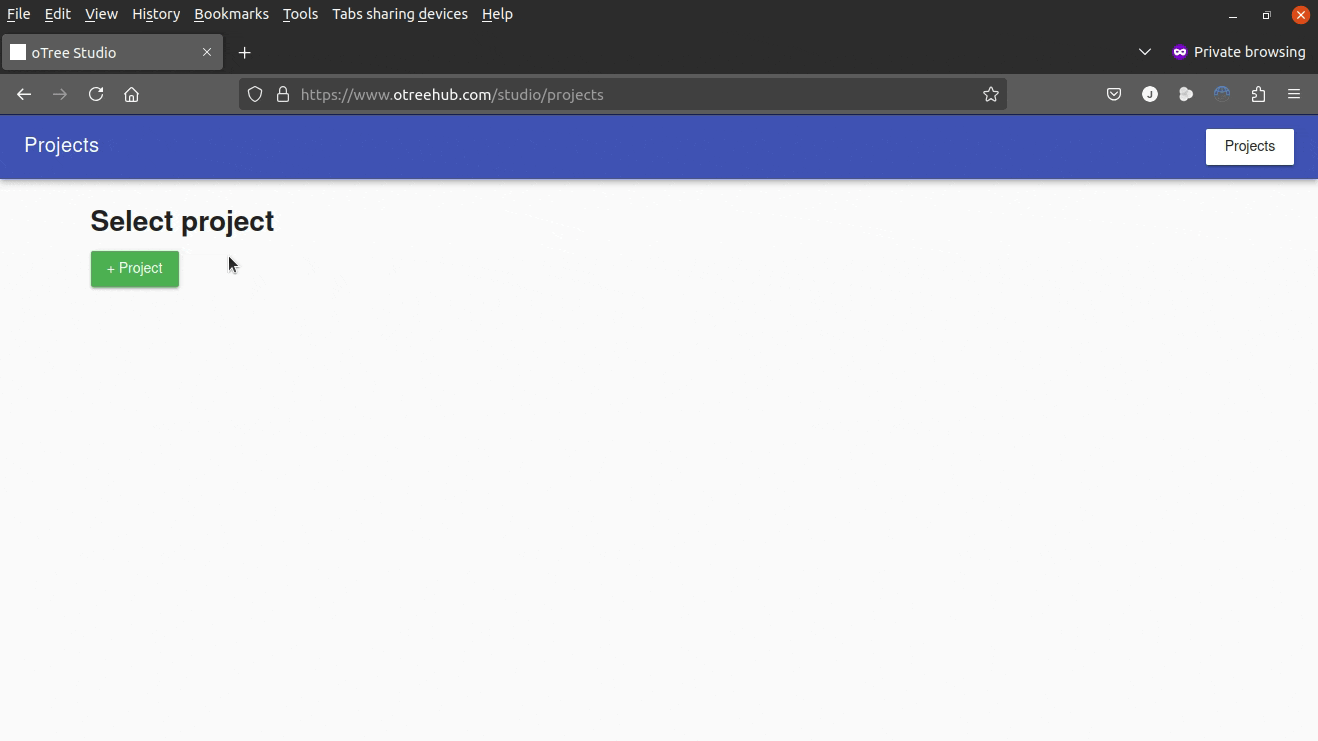 File Edit View History Bookmarks Tools Tabs sharing devices Help
oTree Studio
Private browsing
https://www.otreehub.com/studio/projects
J
Projects
Projects
Select project
+ Project